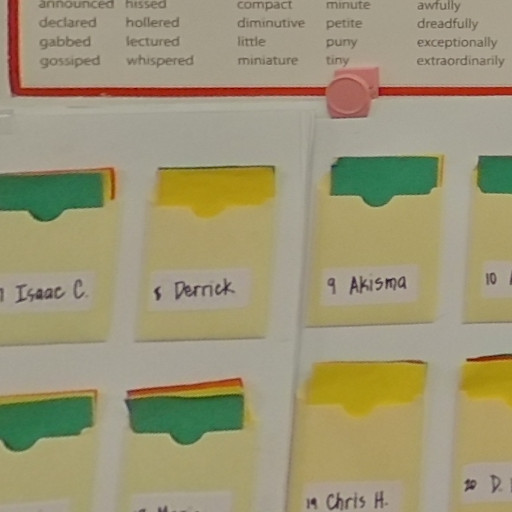 announced hissed compact minute awfully
declared hollered diminutive petite dreadfully
gabbed lectured little puny exceptionally
gossiped whispered miniature tiny extraordinarily
Isaac C. 8 Derrick 9 Akisma 10
19 Chris H. 20 D.